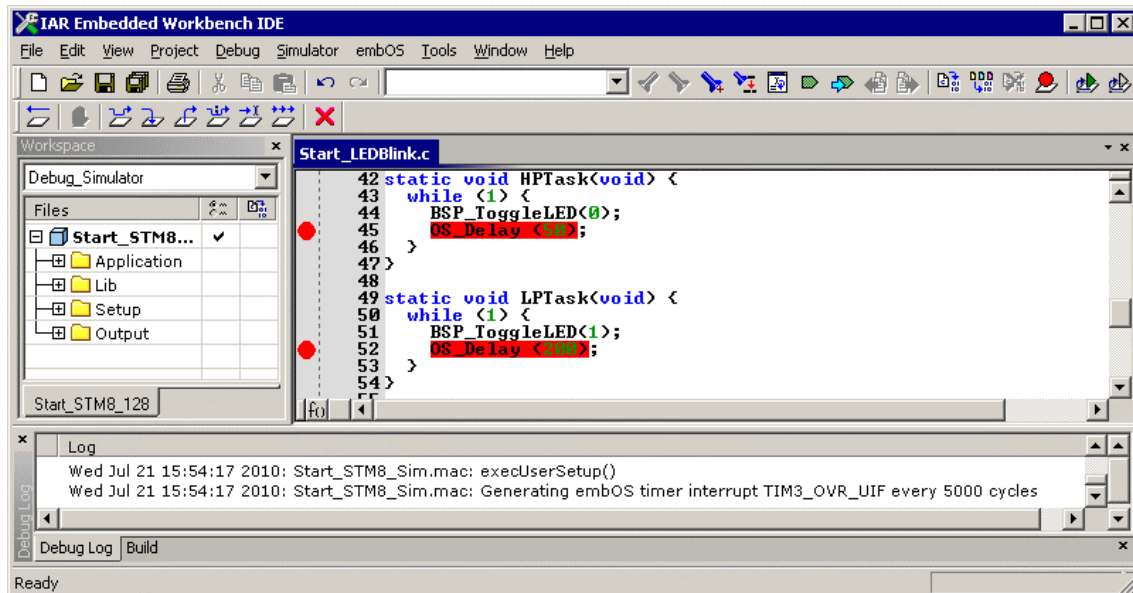 IAR Embedded Workbench IDE
File Edit View Project Debug Simulator embOS Tools Window Help
Workspace
Debug_Simulator
Files
Start_STM8...
Application
Lib
Setup
Output
Start_STM8_128
Start_LEDBlink.c
42 static void HPTask(void) {
43 while (1) {
44 BSP_ToggleLED(0);
45 OS_Delay (50);
46 }
47 }
48
49 static void LPTask(void) {
50 while (1) {
51 BSP_ToggleLED(1);
52 OS_Delay (200);
53 }
54 }
55
f()
Log
Wed Jul 21 15:54:17 2010: Start_STM8_Sim.mac: execUserSetup()
Wed Jul 21 15:54:17 2010: Start_STM8_Sim.mac: Generating embOS timer interrupt TIM3_OVR_UIF every 5000 cycles
Debug Log
Debug Log Build
Ready